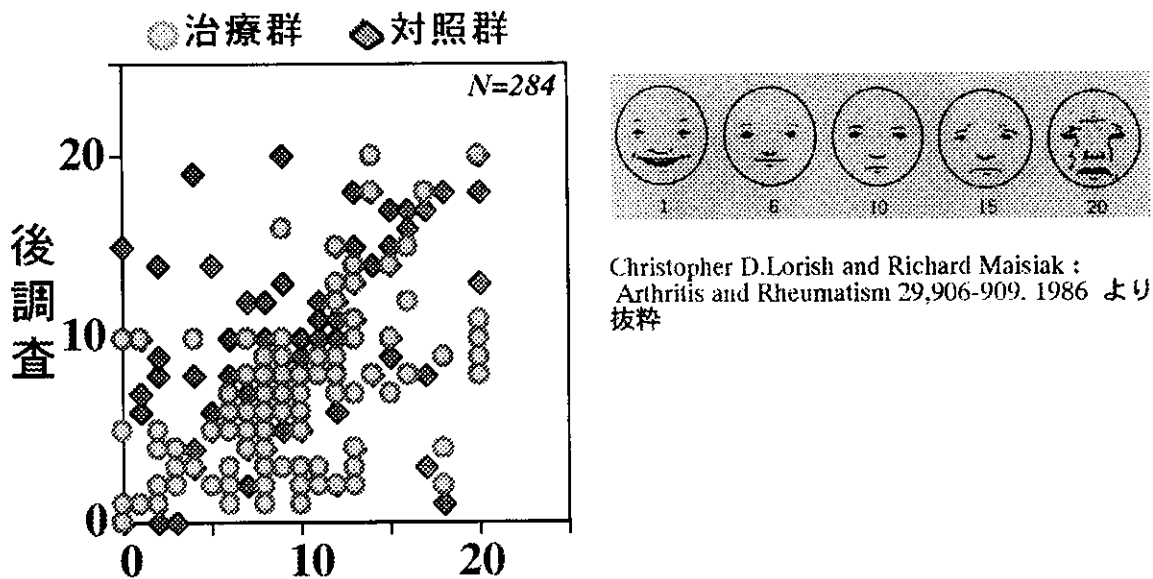 治療群 対照群
N=284
20
10
0
後調査
0 10 20
1 6 10 15 20
Christopher D.Lorish and Richard Maisiak :
Arthritis and Rheumatism 29,906-909. 1986 より
抜粋